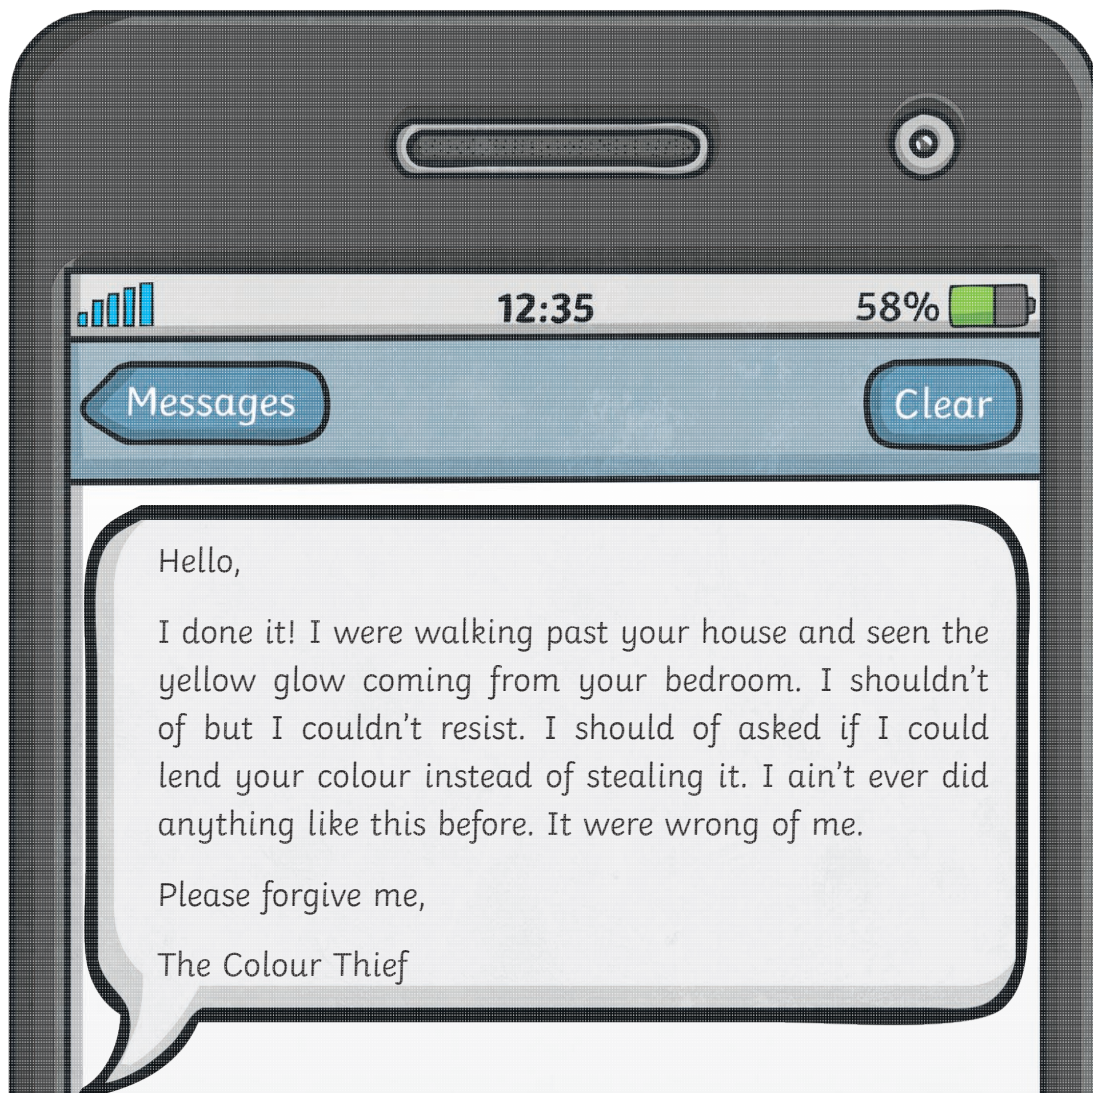 12:35 58%
Messages Clear
Hello,
I done it! I were walking past your house and seen the
yellow glow coming from your bedroom. I shouldn't
of but I couldn't resist. I should of asked if I could
lend your colour instead of stealing it. I ain't ever did
anything like this before. It were wrong of me.
Please forgive me,
The Colour Thief